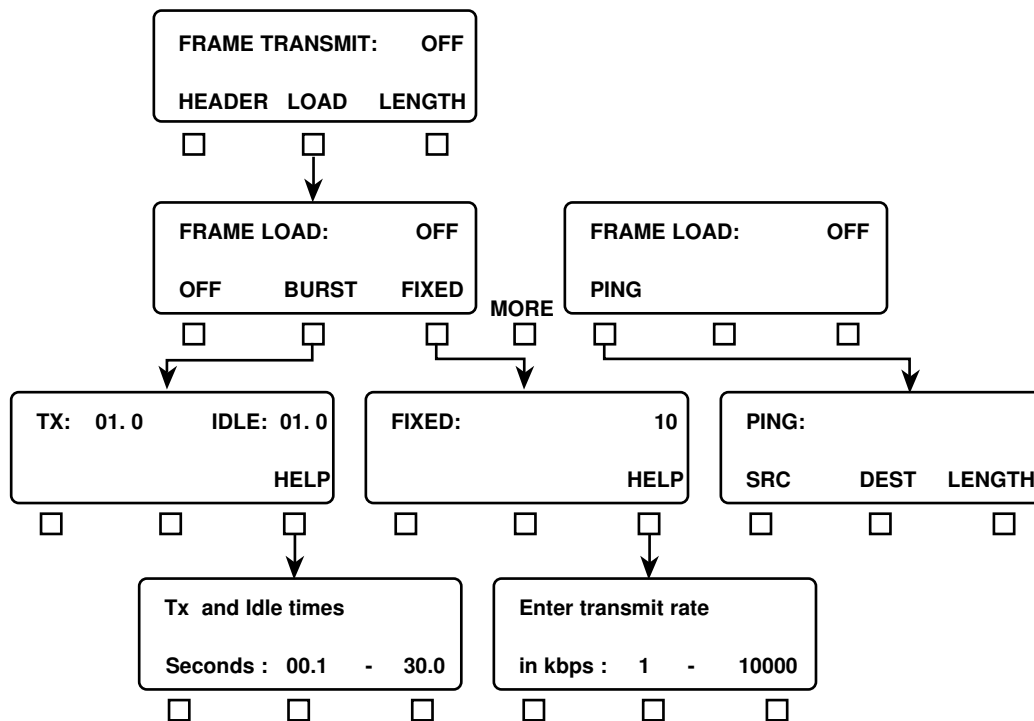 FRAME TRANSMIT: OFF
HEADER LOAD LENGTH
FRAME LOAD: OFF
OFF BURST FIXED
MORE
FRAME LOAD: OFF
PING
TX: 01. 0 IDLE: 01. 0
HELP
FIXED: 10
HELP
PING:
SRC DEST LENGTH
Tx and Idle times
Seconds : 00.1 - 30.0
Enter transmit rate
in kbps : 1 - 10000